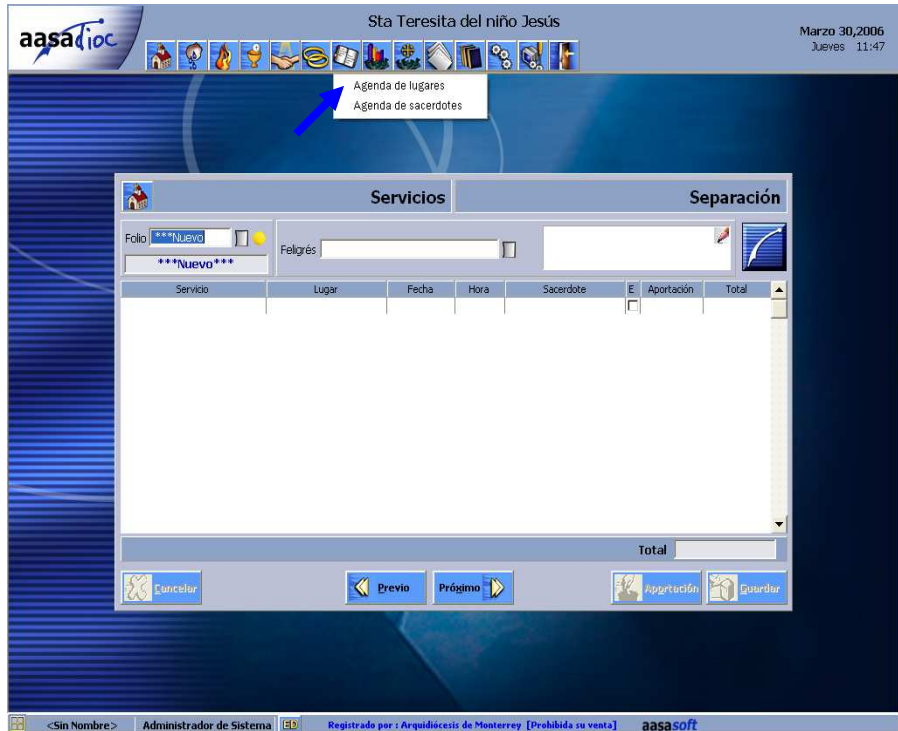 Sta Teresita del niño Jesús
aasadioc
Marzo 30,2006
Jueves 11:47
Agenda de lugares
Agenda de sacerdotes
Servicios
Separación
Folio ***Nuevo
***Nuevo***
Feligrés
Servicio Lugar Fecha Hora Sacerdote E Aportación Total
Total
Cancelar Previo Próximo Aportación Guardar
<Sin Nombre> Administrador de Sistema ED Registrado por : Arquidiócesis de Monterrey [Prohibida su venta] aasasoft